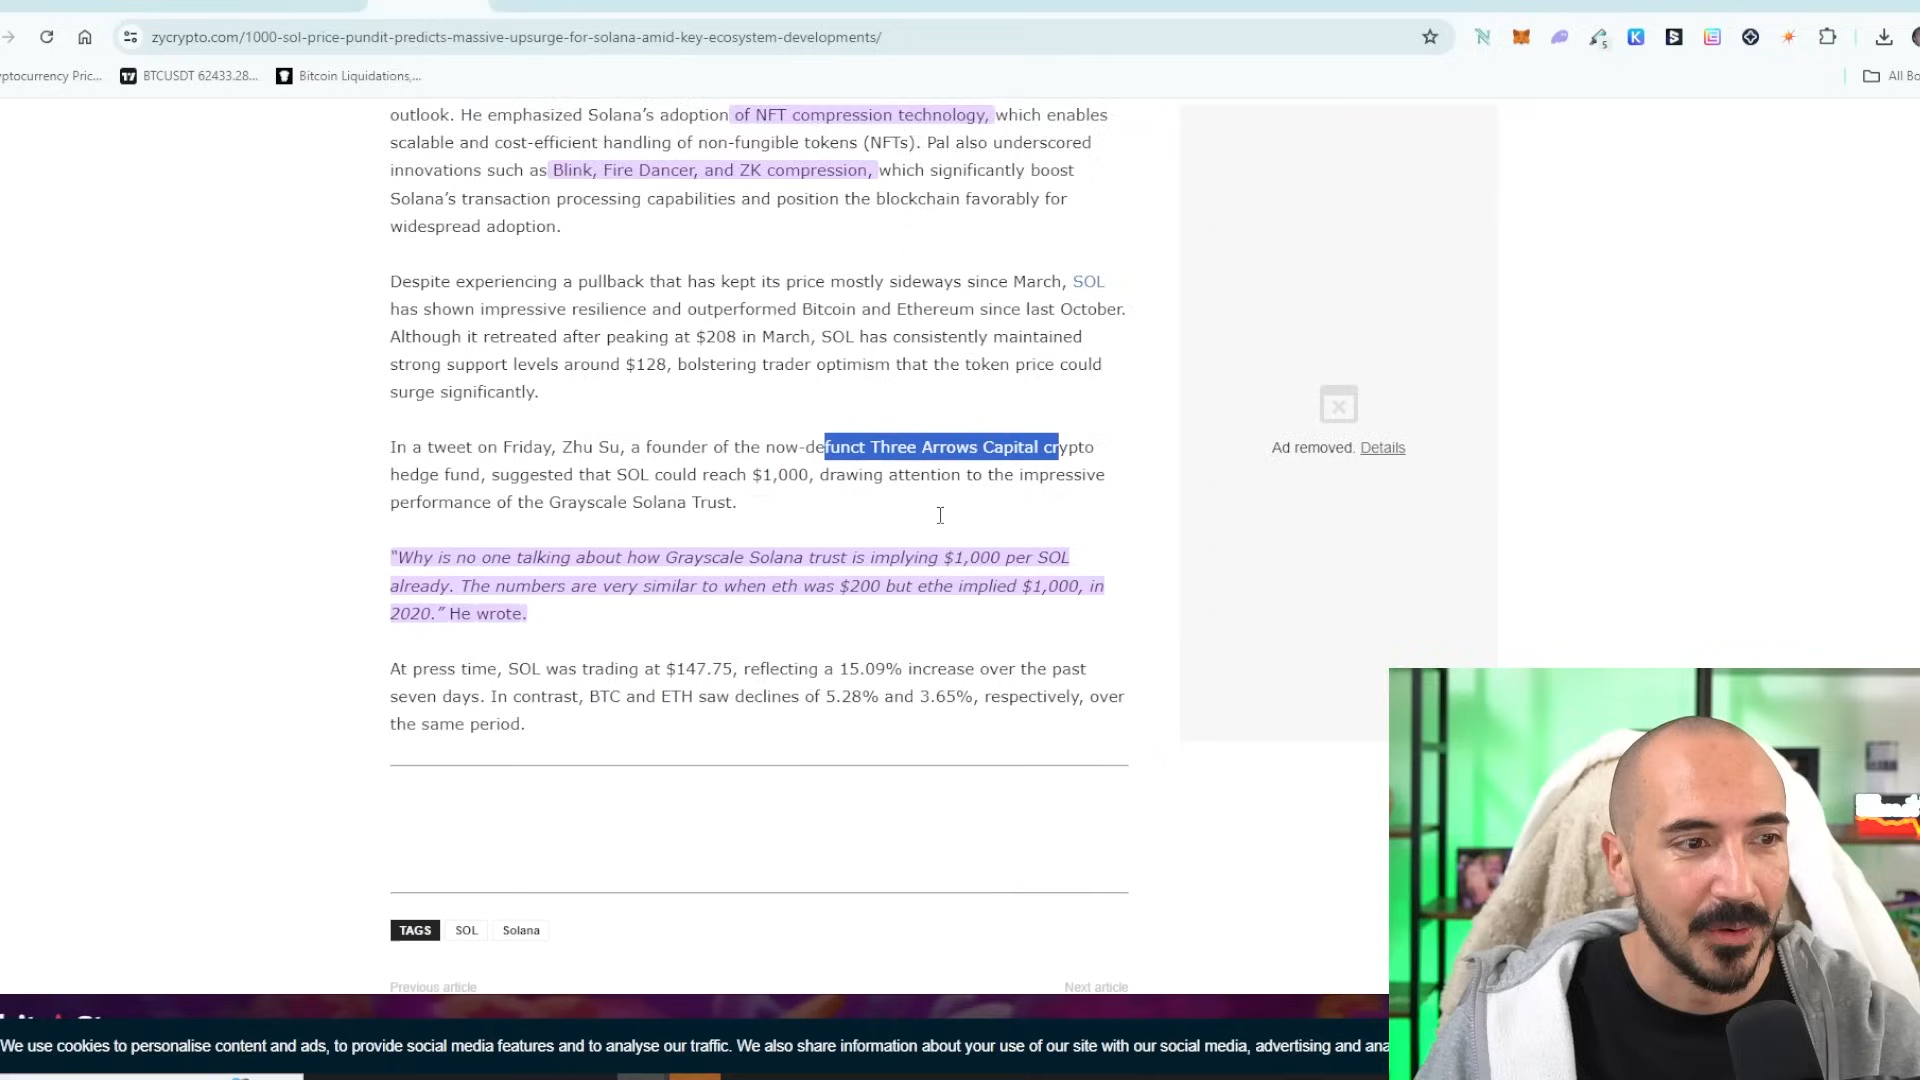 zycrypto.com/1000-sol-price-pundit-predicts-massive-upsurge-for-solana-amid-key-ecosystem-developments/
5
yptocurrency Pric...
BTCUSDT 62433.28...
Bitcoin Liquidations,...
All Bo
outlook. He emphasized Solana’s adoption of NFT compression technology, which enables
scalable and cost-efficient handling of non-fungible tokens (NFTs). Pal also underscored
innovations such as Blink, Fire Dancer, and ZK compression, which significantly boost
Solana’s transaction processing capabilities and position the blockchain favorably for
widespread adoption.
Despite experiencing a pullback that has kept its price mostly sideways since March, SOL
has shown impressive resilience and outperformed Bitcoin and Ethereum since last October.
Although it retreated after peaking at $208 in March, SOL has consistently maintained
strong support levels around $128, bolstering trader optimism that the token price could
surge significantly.
In a tweet on Friday, Zhu Su, a founder of the now-defunct Three Arrows Capital crypto
hedge fund, suggested that SOL could reach $1,000, drawing attention to the impressive
performance of the Grayscale Solana Trust.
“Why is no one talking about how Grayscale Solana trust is implying $1,000 per SOL
already. The numbers are very similar to when eth was $200 but ethe implied $1,000, in
2020.” He wrote.
At press time, SOL was trading at $147.75, reflecting a 15.09% increase over the past
seven days. In contrast, BTC and ETH saw declines of 5.28% and 3.65%, respectively, over
the same period.
Ad removed. Details
TAGS SOL Solana
Previous article
Next article
We use cookies to personalise content and ads, to provide social media features and to analyse our traffic. We also share information about your use of our site with our social media, advertising and ana